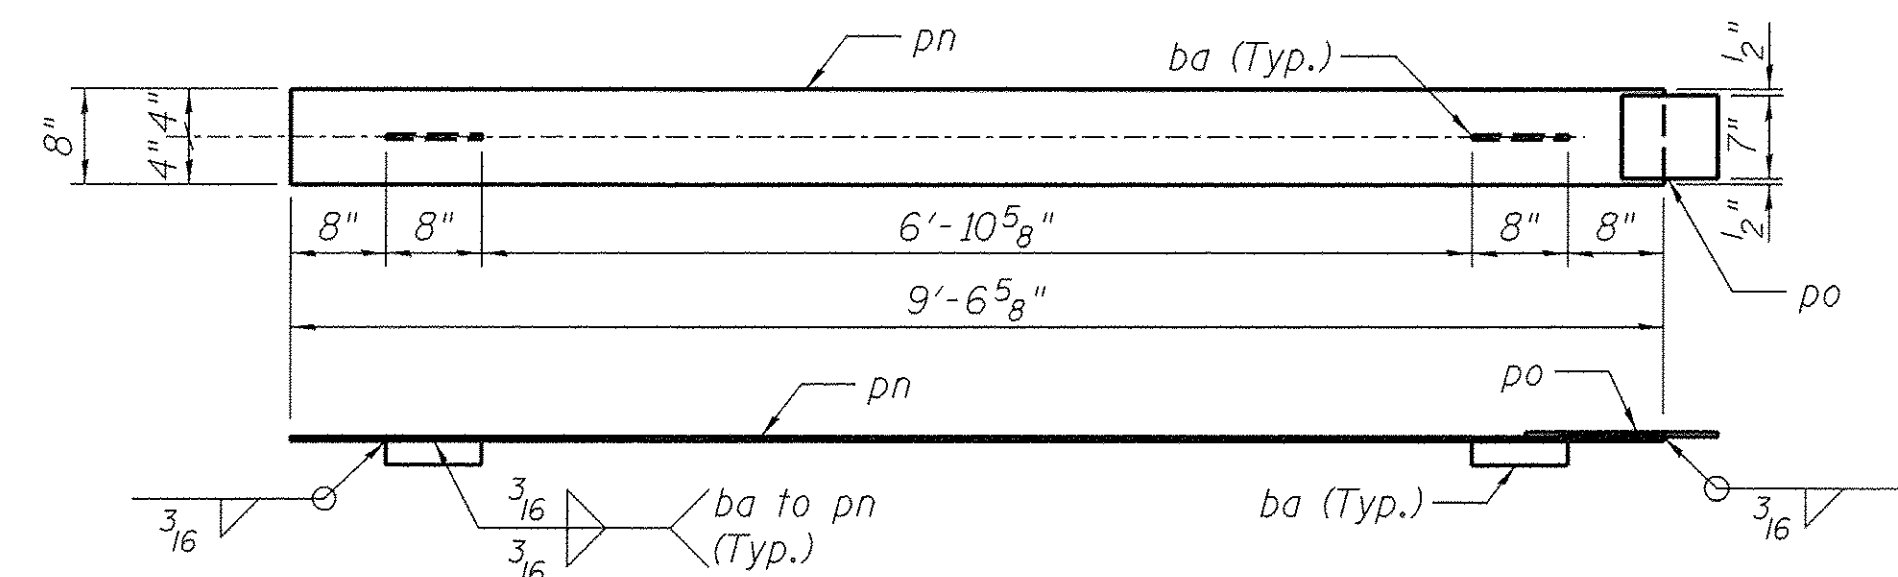 pn
ba (Typ.)
1/2"
8"
4"
4"
7"
1/2"
8"
8"
6'-10 5/8"
8"
8"
9'-6 5/8"
po
pn
po
3/16
3/16
3/16
ba to pn
(Typ.)
ba (Typ.)
3/16